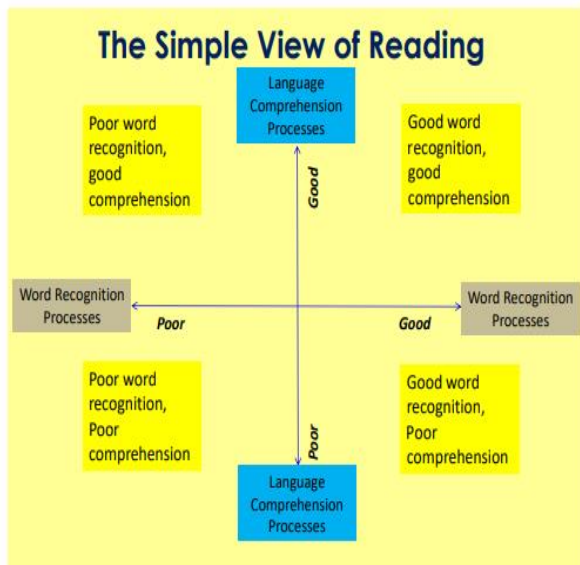 The Simple View of Reading
Language
Comprehension
Processes
Poor word
recognition,
good
comprehension
Good word
recognition,
good
comprehension
Good
Word Recognition
Processes
Poor
Good
Word Recognition
Processes
Poor word
recognition,
Poor
comprehension
Good word
recognition,
Poor
comprehension
Poor
Language
Comprehension
Processes